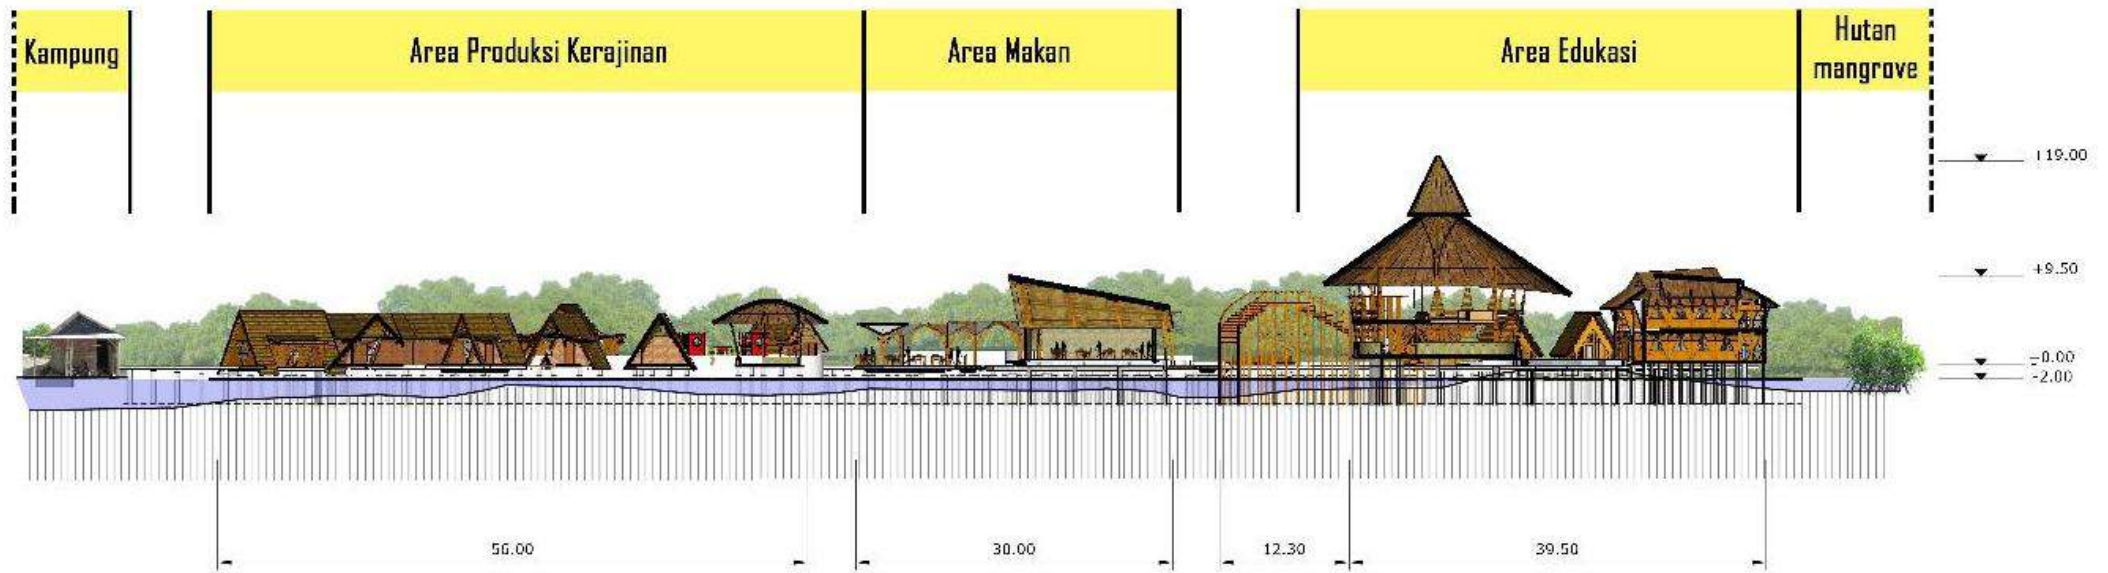 Kampung
Area Produksi Kerajinan
Area Makan
Area Edukasi
Hutan
mangrove
+19.00
+9.50
±0.00
-2.00
56.00
30.00
12.30
39.50